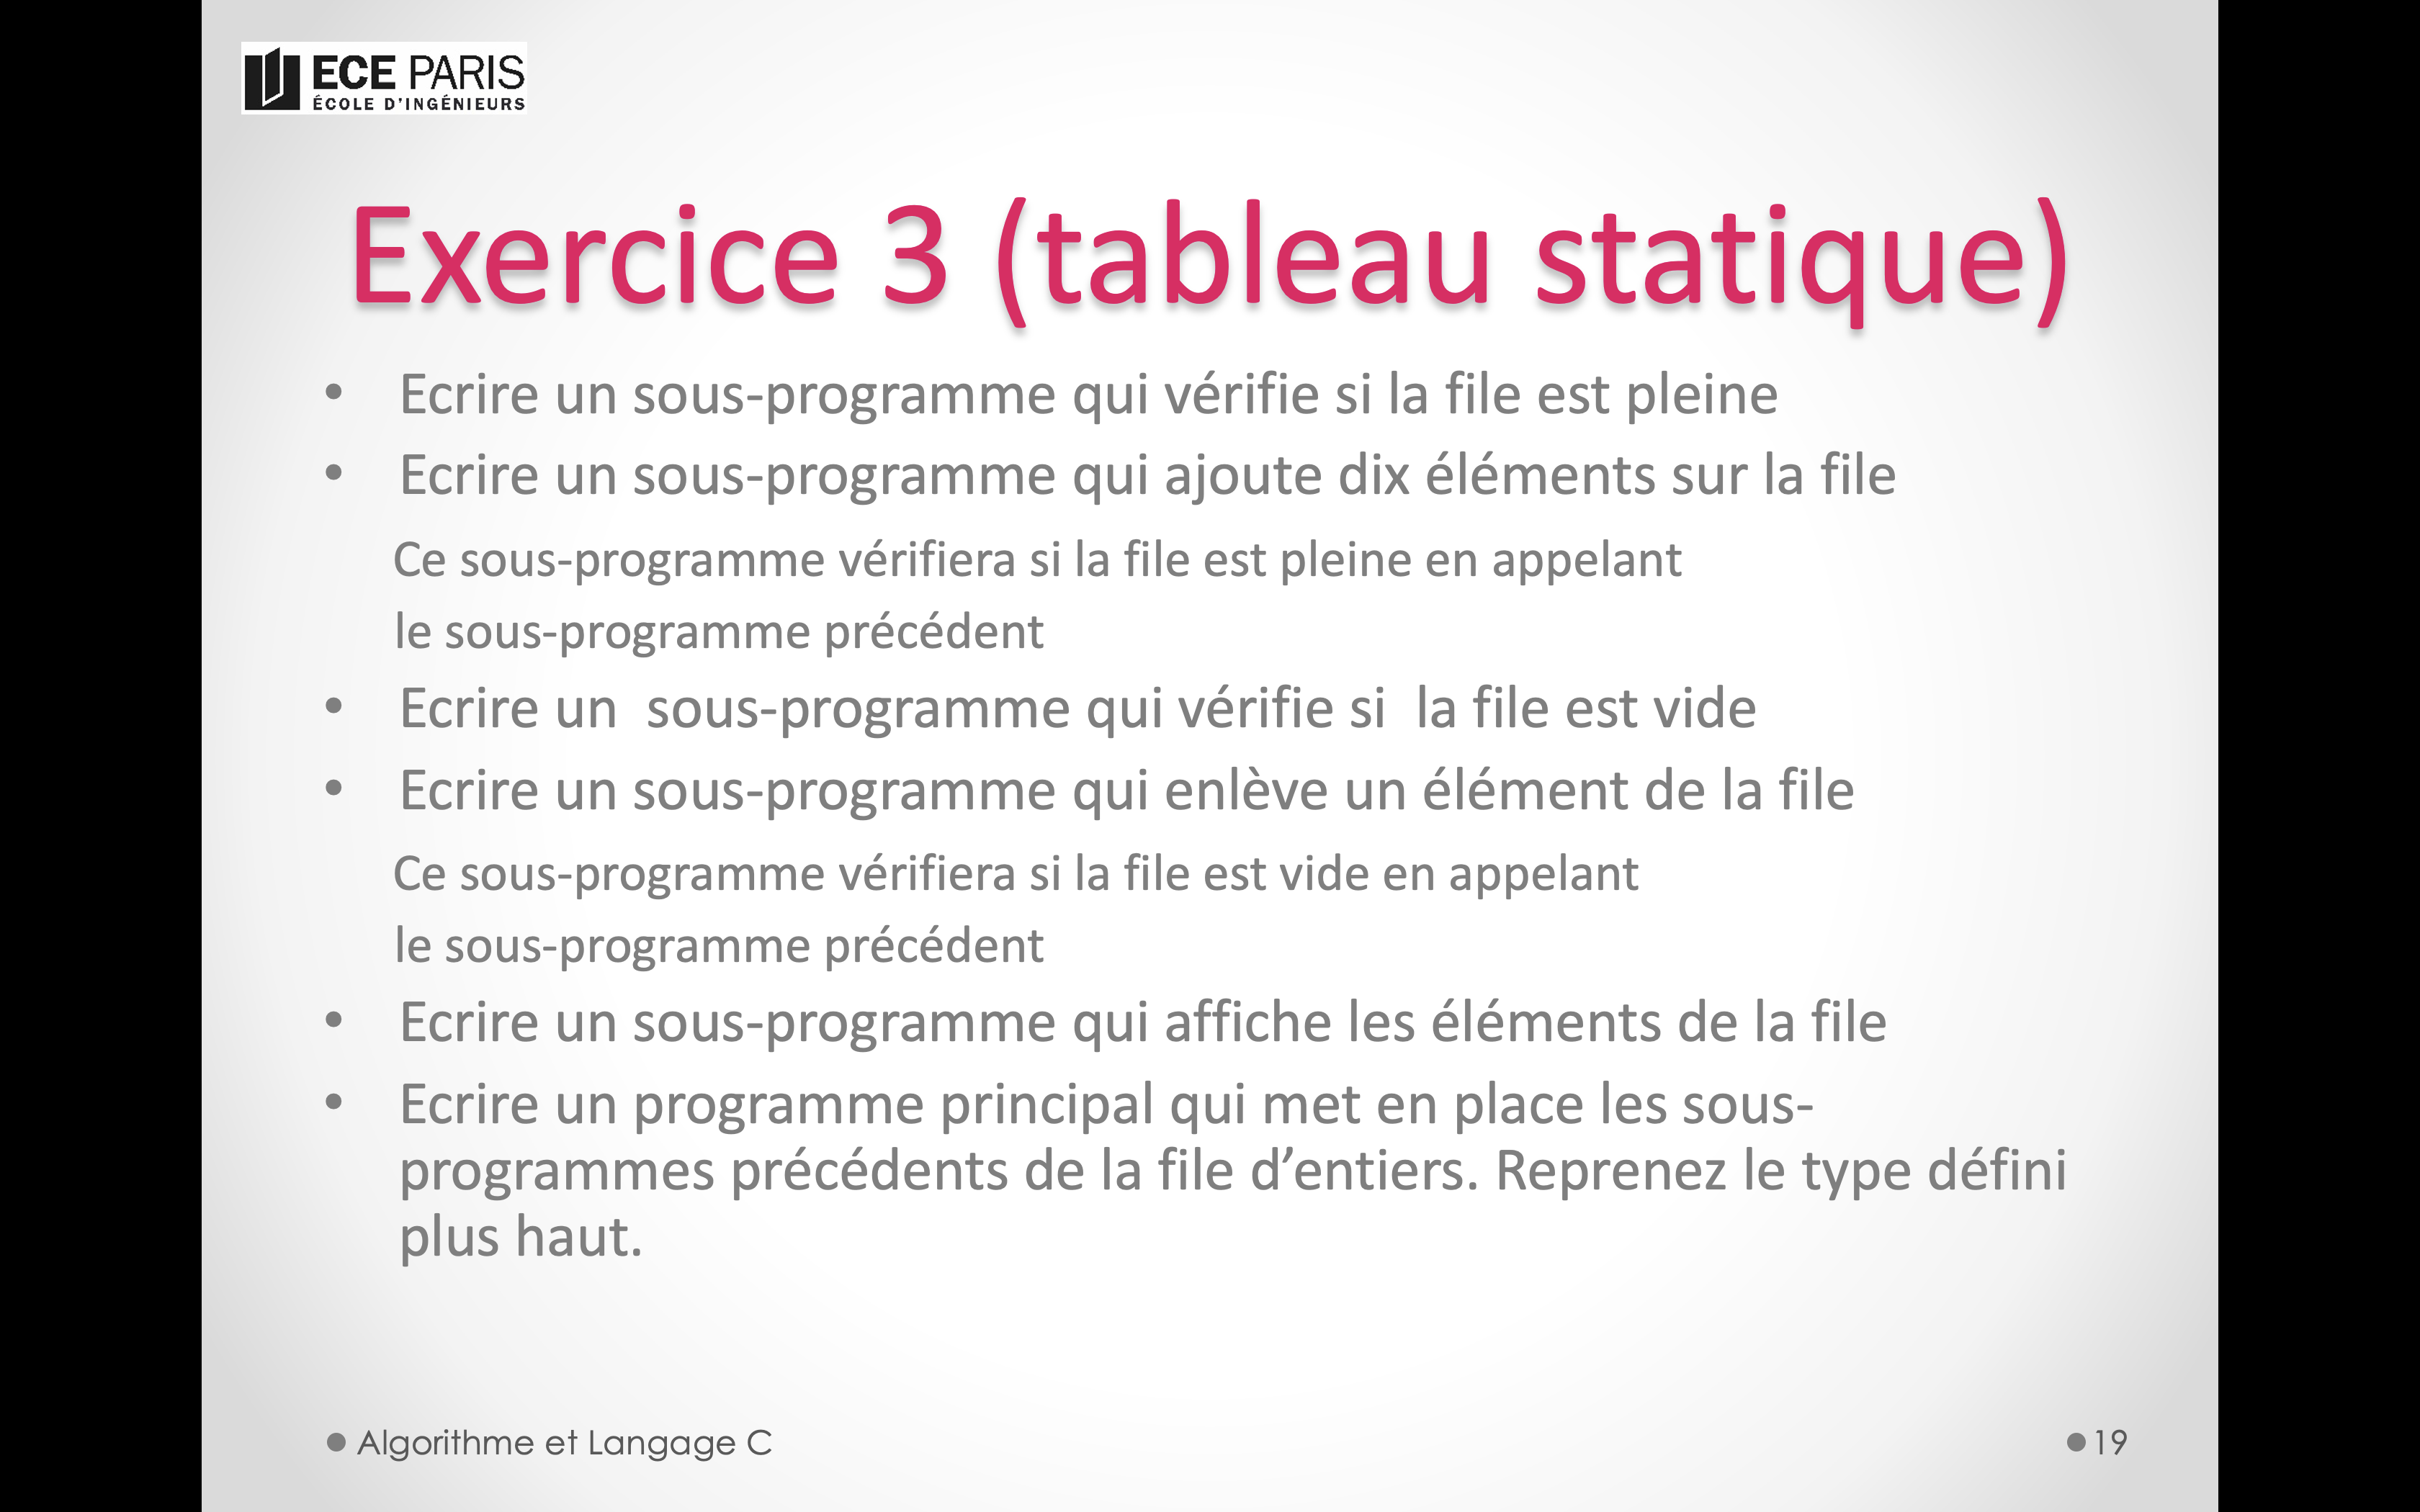 ECE PARIS
ÉCOLE D'INGÉNIEURS
Exercice 3 (tableau statique)
• Ecrire un sous-programme qui vérifie si la file est pleine
• Ecrire un sous-programme qui ajoute dix éléments sur la file
Ce sous-programme vérifiera si la file est pleine en appelant
le sous-programme précédent
• Ecrire un sous-programme qui vérifie si la file est vide
• Ecrire un sous-programme qui enlève un élément de la file
Ce sous-programme vérifiera si la file est vide en appelant
le sous-programme précédent
• Ecrire un sous-programme qui affiche les éléments de la file
• Ecrire un programme principal qui met en place les sous-
programmes précédents de la file d’entiers. Reprenez le type défini
plus haut.
● Algorithme et Langage C
● 19